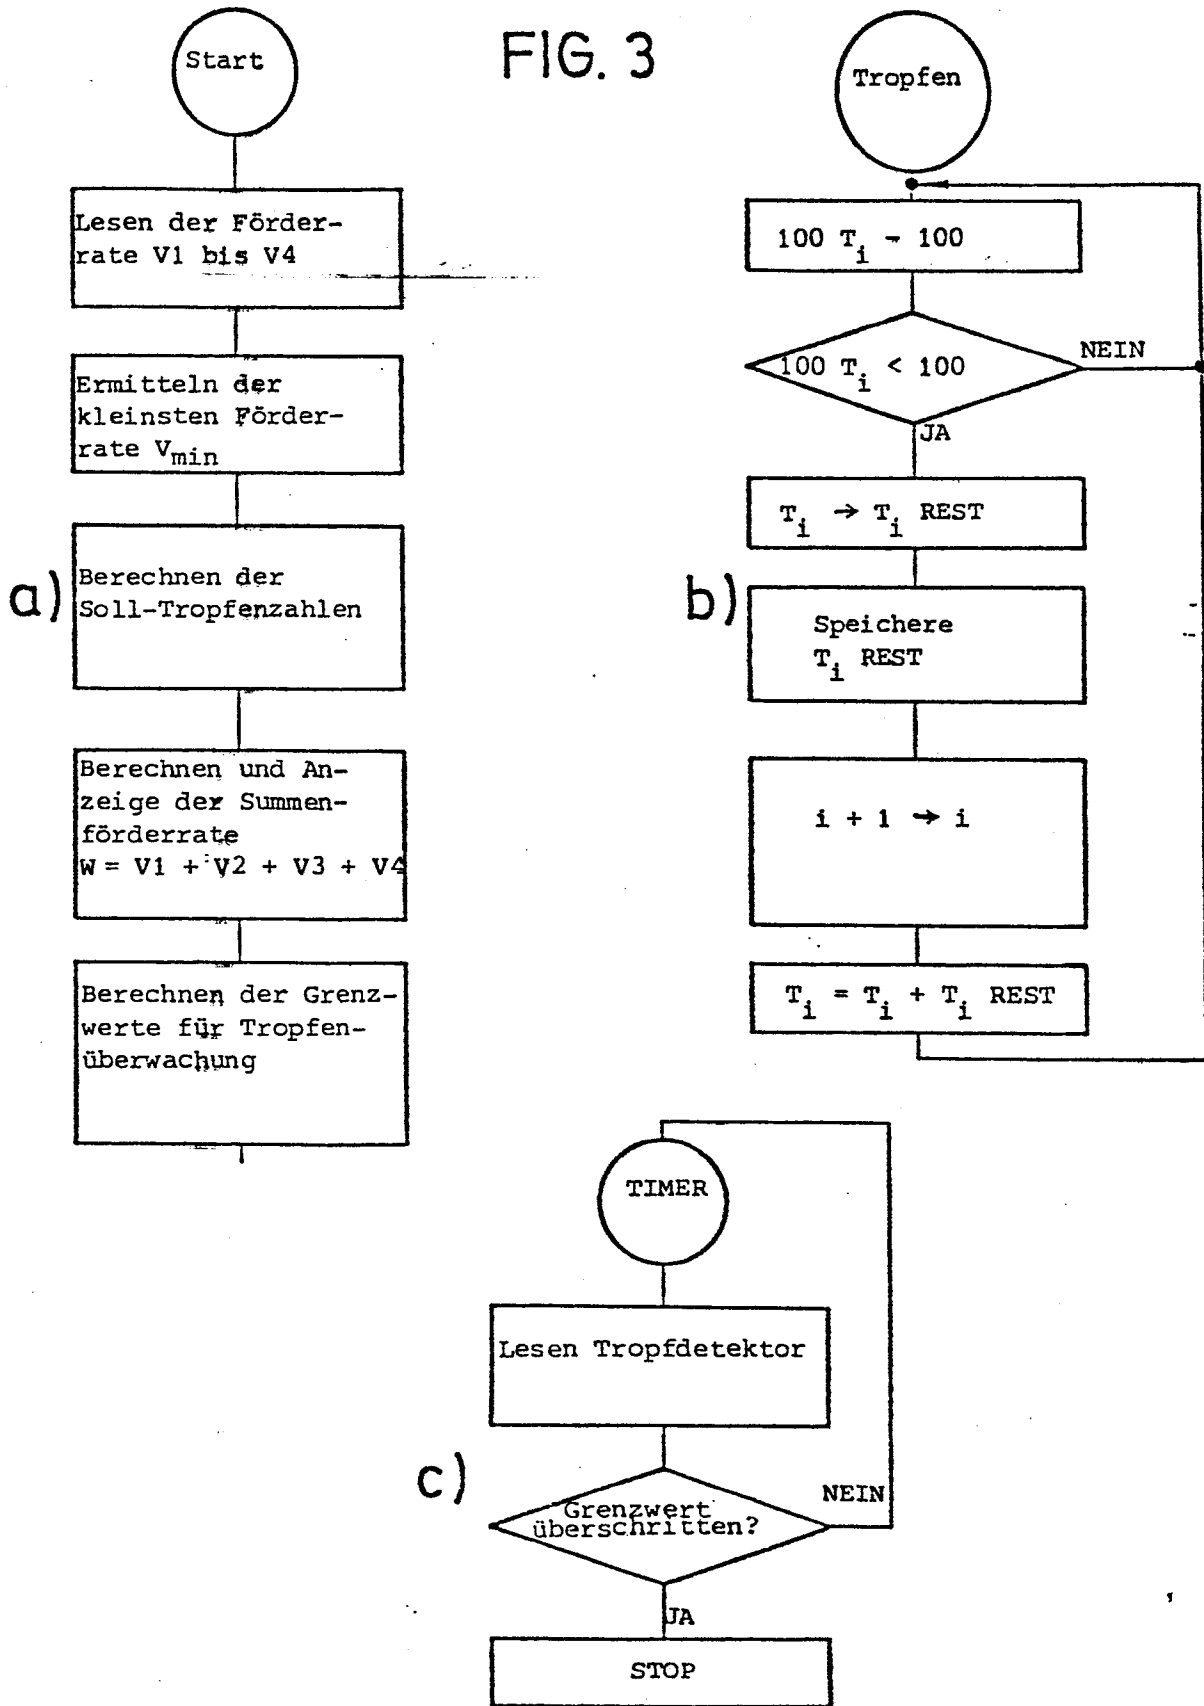 FIG. 3
Start
Lesen der Förder-
rate V1 bis V4
Ermitteln der
kleinsten Förder-
rate Vmin
a)
Berechnen der
Soll-Tropfenzahlen
Berechnen und An-
zeige der Summen-
förderrate
W = V1 + V2 + V3 + V4
Berechnen der Grenz-
werte für Tropfen-
überwachung
Tropfen
100 Ti - 100
100 Ti < 100
NEIN
JA
Ti → Ti REST
b)
Speichere
Ti REST
i + 1 → i
Ti = Ti + Ti REST
TIMER
Lesen Tropfdetektor
c)
Grenzwert
überschritten?
NEIN
JA
STOP